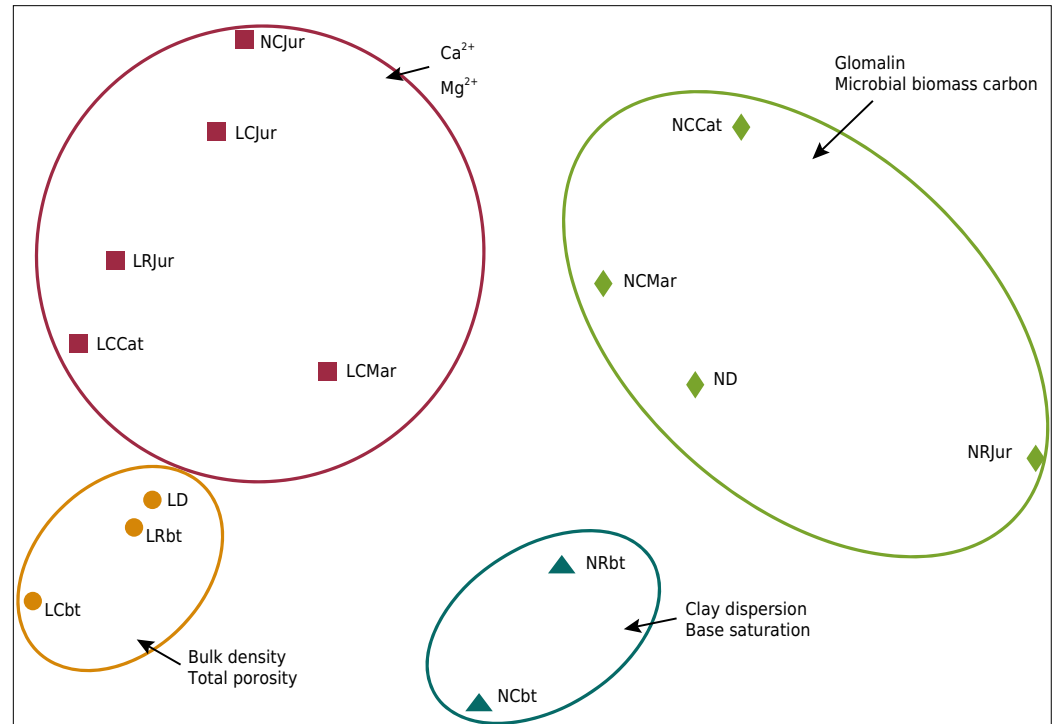 NCJur
Ca²⁺
Mg²⁺
LCJur
LRJur
LCCat
LCMar
Glomalin
Microbial biomass carbon
NCCat
NCMar
ND
NRJur
LD
LRbt
LCbt
Bulk density
Total porosity
NRbt
Clay dispersion
Base saturation
NCbt